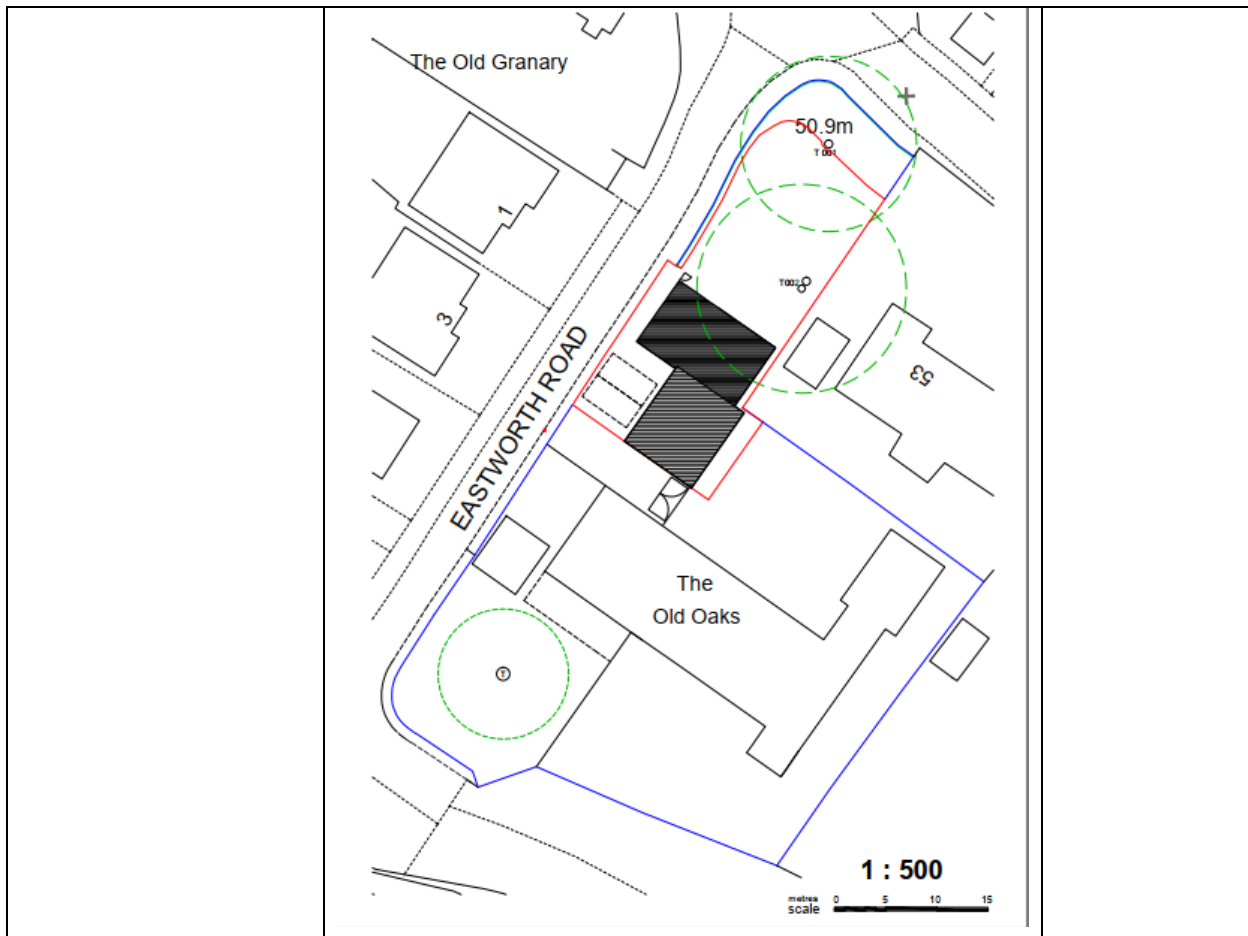 The Old Granary
50.9m
T 001
1
T002
3
53
EASTWORTH ROAD
The
Old Oaks
T
1 : 500
metres
scale
0 5 10 15